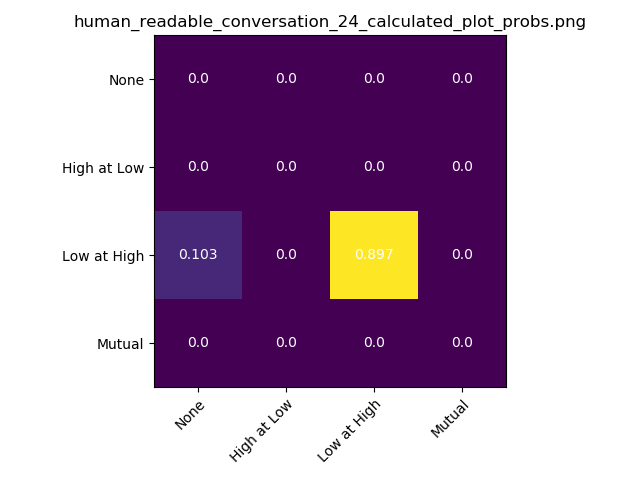 human_readable_conversation_24_calculated_plot_probs.png
None 0.0 0.0 0.0 0.0
High at Low 0.0 0.0 0.0 0.0
Low at High 0.103 0.0 0.897 0.0
Mutual 0.0 0.0 0.0 0.0
None High at Low Low at High Mutual